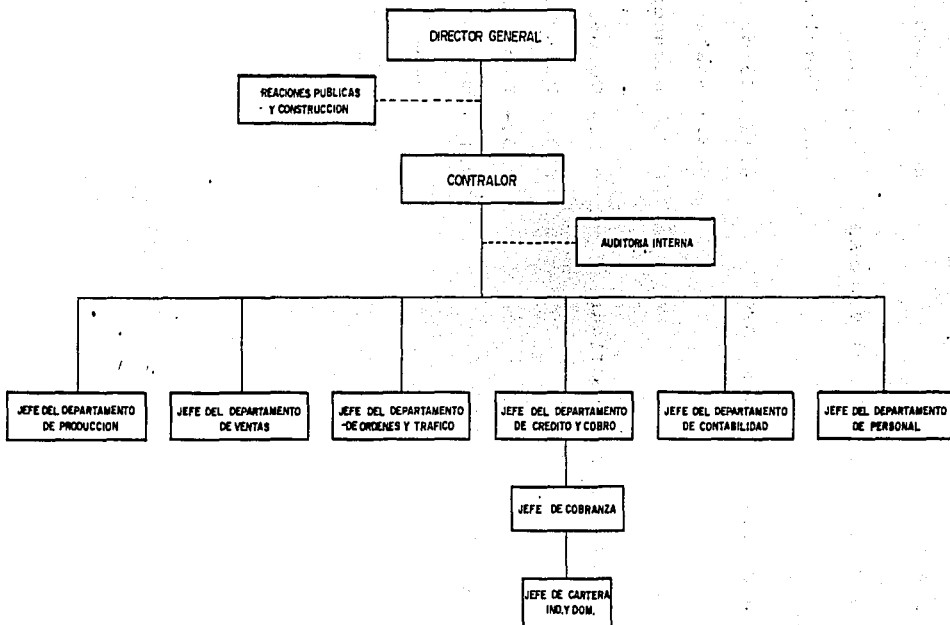 DIRECTOR GENERAL
REACIONES PUBLICAS
Y CONSTRUCCION
CONTRALOR
AUDITORIA INTERNA
JEFE DEL DEPARTAMENTO
DE PRODUCCION
JEFE DEL DEPARTAMENTO
DE VENTAS
JEFE DEL DEPARTAMENTO
DE ORDENES Y TRAFICO
JEFE DEL DEPARTAMENTO
DE CREDITO Y COBRO
JEFE DEL DEPARTAMENTO
DE CONTABILIDAD
JEFE DEL DEPARTAMENTO
DE PERSONAL
JEFE DE COBRANZA
JEFE DE CARTERA
IND. Y DOM.